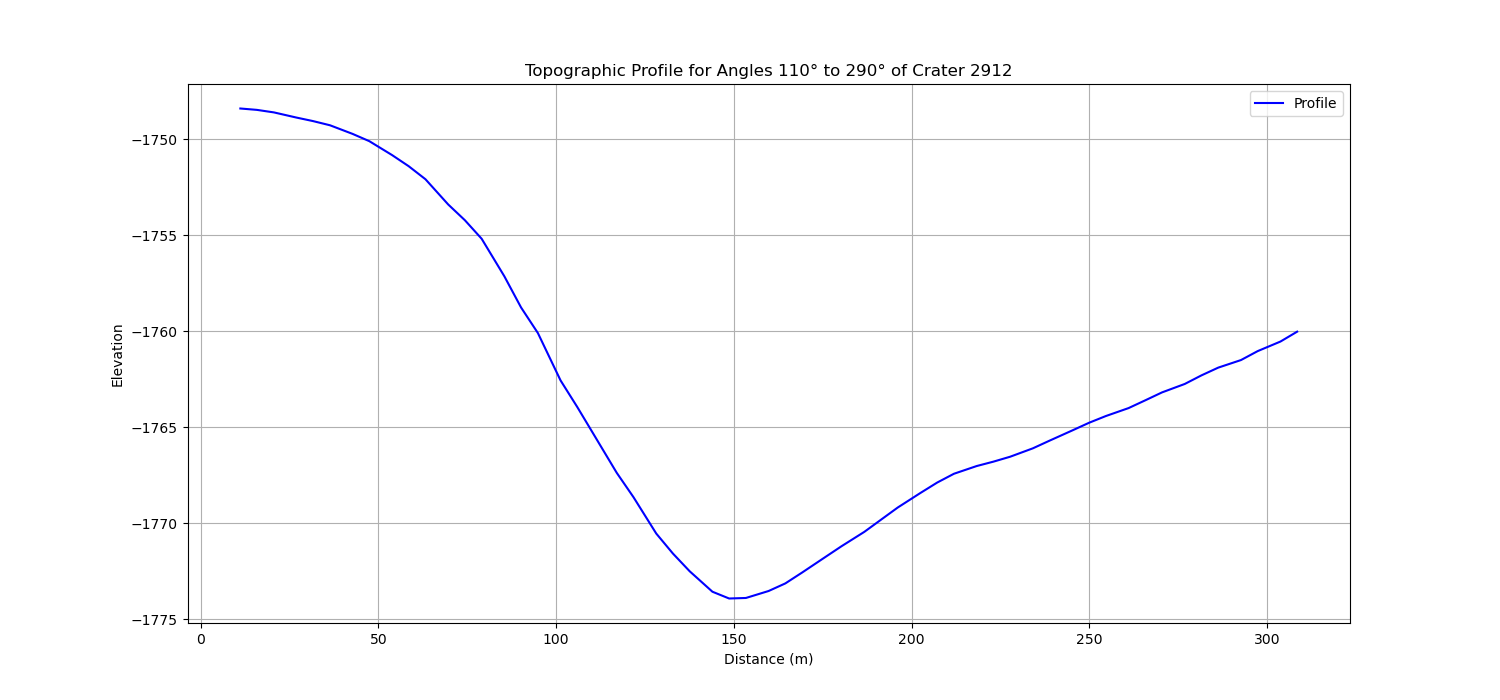 Topographic Profile for Angles 110° to 290° of Crater 2912
Profile
−1750
−1755
−1760
−1765
−1770
−1775
Elevation
0 50 100 150 200 250 300
Distance (m)